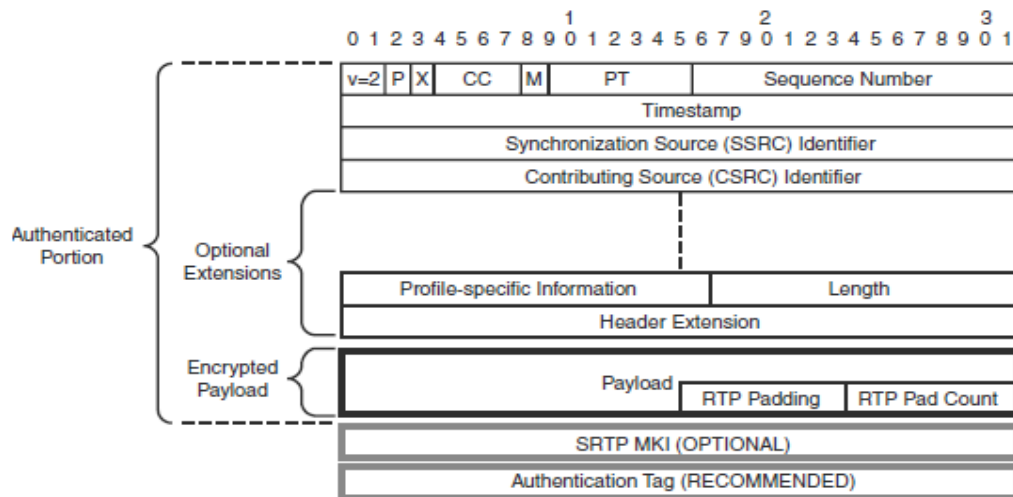 1 2 3
0 1 2 3 4 5 6 7 8 9 0 1 2 3 4 5 6 7 9 0 1 2 3 4 5 6 7 8 9 0 1
v=2 P X CC M PT Sequence Number
Timestamp
Synchronization Source (SSRC) Identifier
Contributing Source (CSRC) Identifier
Authenticated
Portion
Optional
Extensions
Profile-specific Information Length
Header Extension
Encrypted
Payload
Payload
RTP Padding RTP Pad Count
SRTP MKI (OPTIONAL)
Authentication Tag (RECOMMENDED)